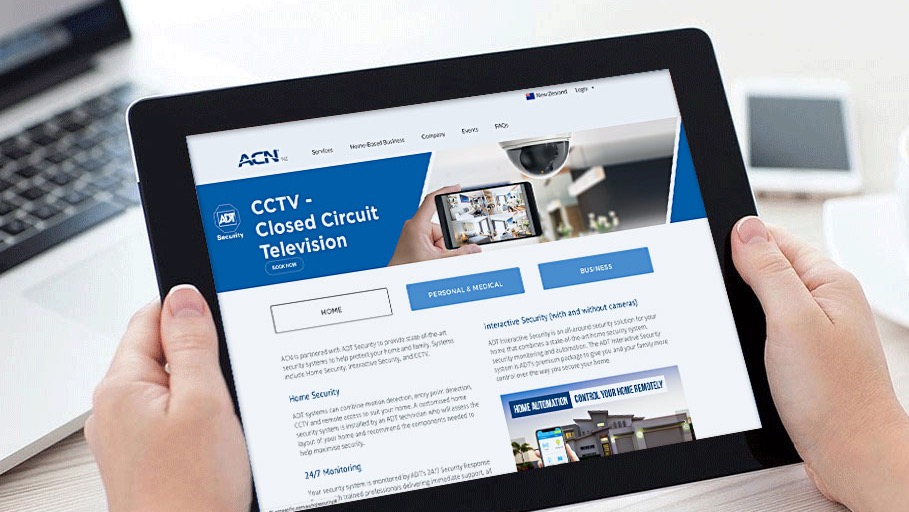 New Zealand
Login
ACN NZ
Services
Home-Based Business
Company
Events
FAQs
ADT
Security
CCTV -
Closed Circuit
Television
BOOK NOW
HOME
PERSONAL & MEDICAL
BUSINESS
ACN is partnered with ADT Security to provide state-of-the-art
security systems to help protect your home and family. Systems
include Home Security, Interactive Security, and CCTV.
Home Security
ADT systems can combine motion detection, entry point detection,
CCTV and remote access to suit your home. A customised home
security system is installed by an ADT technician who will assess the
layout of your home and recommend the components needed to
help maximise security.
24/7 Monitoring
Your security system is monitored by ADT's 24/7 Security Response
trained professionals delivering immediate support, all
Interactive Security (with and without cameras)
ADT Interactive Security is an all-around security solution for your
home that combines a state-of-the-art home security system,
security monitoring and automation. The ADT Interactive Security
system is ADT's premium package to give you and your family more
control over the way you secure your home.
HOME AUTOMATION CONTROL YOUR HOME REMOTELY